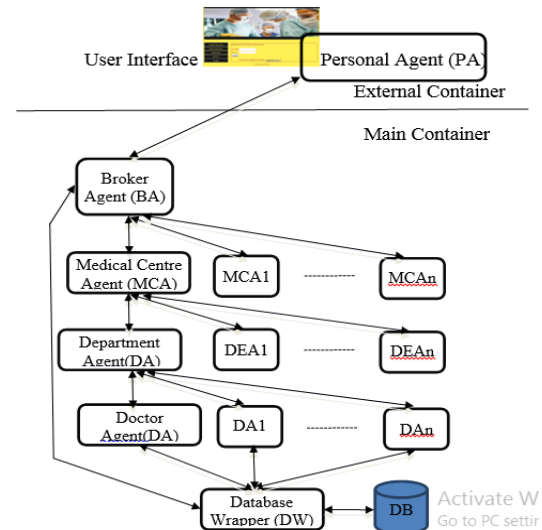 User Interface
Personal Agent (PA)
External Container
Main Container
Broker
Agent (BA)
Medical Centre
Agent (MCA)
MCA1
MCAn
Department
Agent(DA)
DEA1
DEAn
Doctor
Agent(DA)
DA1
DAn
Database
Wrapper (DW)
DB
Activate W
Go to PC settin